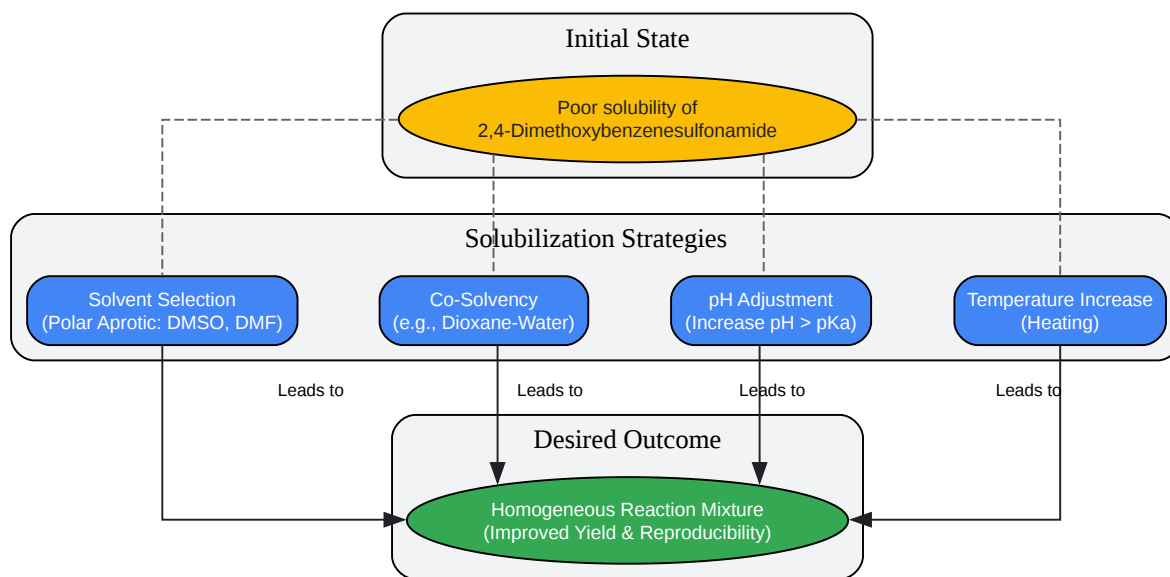 Initial State
Poor solubility of
2,4-Dimethoxybenzenesulfonamide
Solubilization Strategies
Solvent Selection
(Polar Aprotic: DMSO, DMF)
Co-Solvency
(e.g., Dioxane-Water)
pH Adjustment
(Increase pH > pKa)
Temperature Increase
(Heating)
Leads to
Leads to
Leads to
Leads to
Desired Outcome
Homogeneous Reaction Mixture
(Improved Yield & Reproducibility)